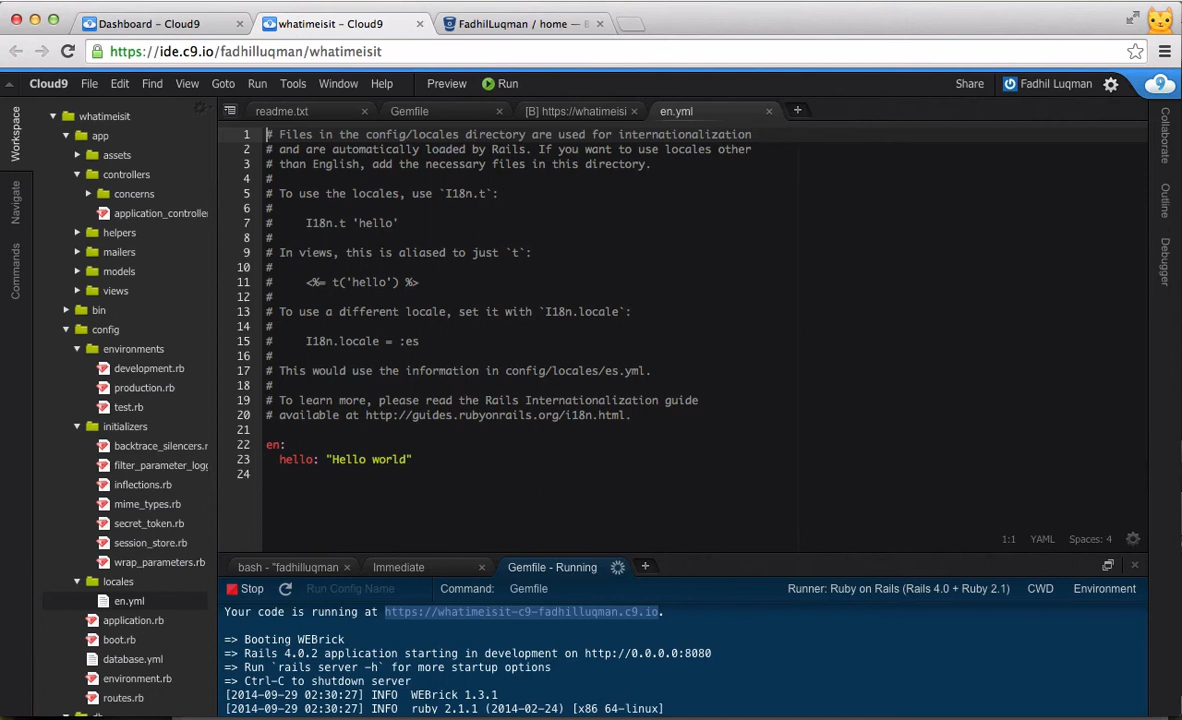 Dashboard – Cloud9
whatimeisit – Cloud9
FadhilLuqman / home — B
https://ide.c9.io/fadhilluqman/whatimeisit
Cloud9 File Edit Find View Goto Run Tools Window Help Preview Run Share Fadhil Luqman
Workspace
Navigate
Commands
whatimeisit
app
assets
controllers
concerns
application_controlle
helpers
mailers
models
views
bin
config
environments
development.rb
production.rb
test.rb
initializers
backtrace_silencers.r
filter_parameter_logg
inflections.rb
mime_types.rb
secret_token.rb
session_store.rb
wrap_parameters.rb
locales
en.yml
application.rb
boot.rb
database.yml
environment.rb
routes.rb
db
readme.txt
Gemfile
[B] https://whatimeisi
en.yml
1 # Files in the config/locales directory are used for internationalization
2 # and are automatically loaded by Rails. If you want to use locales other
3 # than English, add the necessary files in this directory.
4 #
5 # To use the locales, use `I18n.t`:
6 #
7 #     I18n.t 'hello'
8 #
9 # In views, this is aliased to just `t`:
10 #
11 #     <%= t('hello') %>
12 #
13 # To use a different locale, set it with `I18n.locale`:
14 #
15 #     I18n.locale = :es
16 #
17 # This would use the information in config/locales/es.yml.
18 #
19 # To learn more, please read the Rails Internationalization guide
20 # available at http://guides.rubyonrails.org/i18n.html.
21
22 en:
23   hello: "Hello world"
24
1:1 YAML Spaces: 4
Collaborate
Outline
Debugger
bash - "fadhilluqman
Immediate
Gemfile - Running
Stop Run Config Name Command: Gemfile Runner: Ruby on Rails (Rails 4.0 + Ruby 2.1) CWD Environment
Your code is running at https://whatimeisit-c9-fadhilluqman.c9.io.
=> Booting WEBrick
=> Rails 4.0.2 application starting in development on http://0.0.0.0:8080
=> Run `rails server -h` for more startup options
=> Ctrl-C to shutdown server
[2014-09-29 02:30:27] INFO  WEBrick 1.3.1
[2014-09-29 02:30:27] INFO  ruby 2.1.1 (2014-02-24) [x86_64-linux]